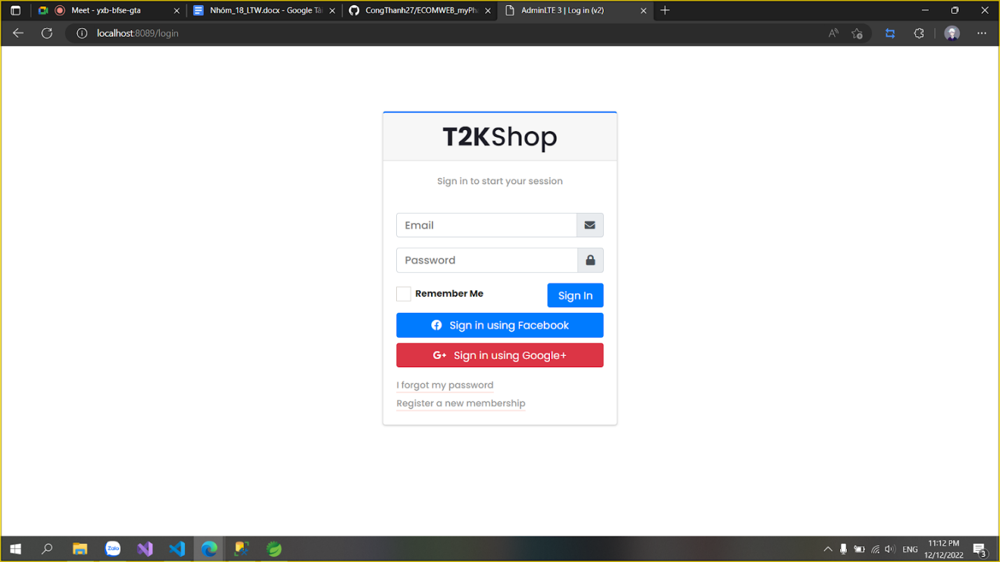 Meet - yxb-bfse-gta
Nhóm_18_LTW.docx - Google Tà
CongThanh27/ECOMWEB_myPh
AdminLTE 3 | Log in (v2)
localhost:8089/login
T2KShop
Sign in to start your session
Email
Password
Remember Me
Sign In
Sign in using Facebook
G+ Sign in using Google+
I forgot my password
Register a new membership
Zalo
ENG
11:12 PM
12/12/2022
3